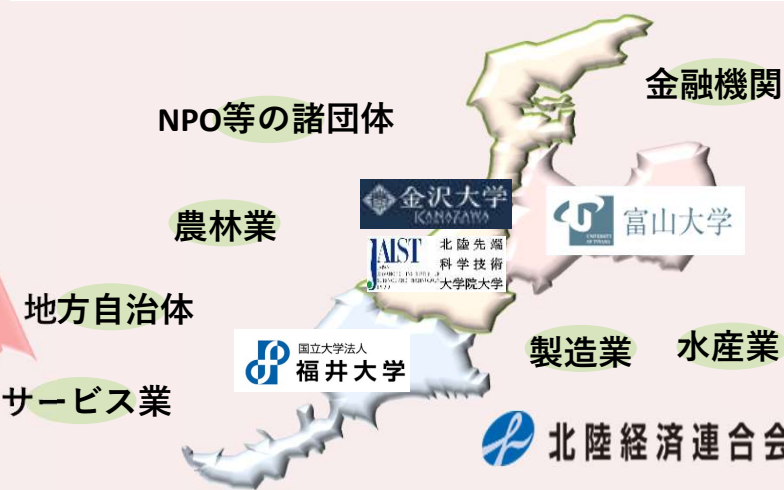 金融機関
NPO等の諸団体
金沢大学
KANAZAWA
富山大学
農林業
JAIST
北陸先端
科学技術
大学院大学
地方自治体
国立大学法人
福井大学
製造業
水産業
サービス業
北陸経済連合会